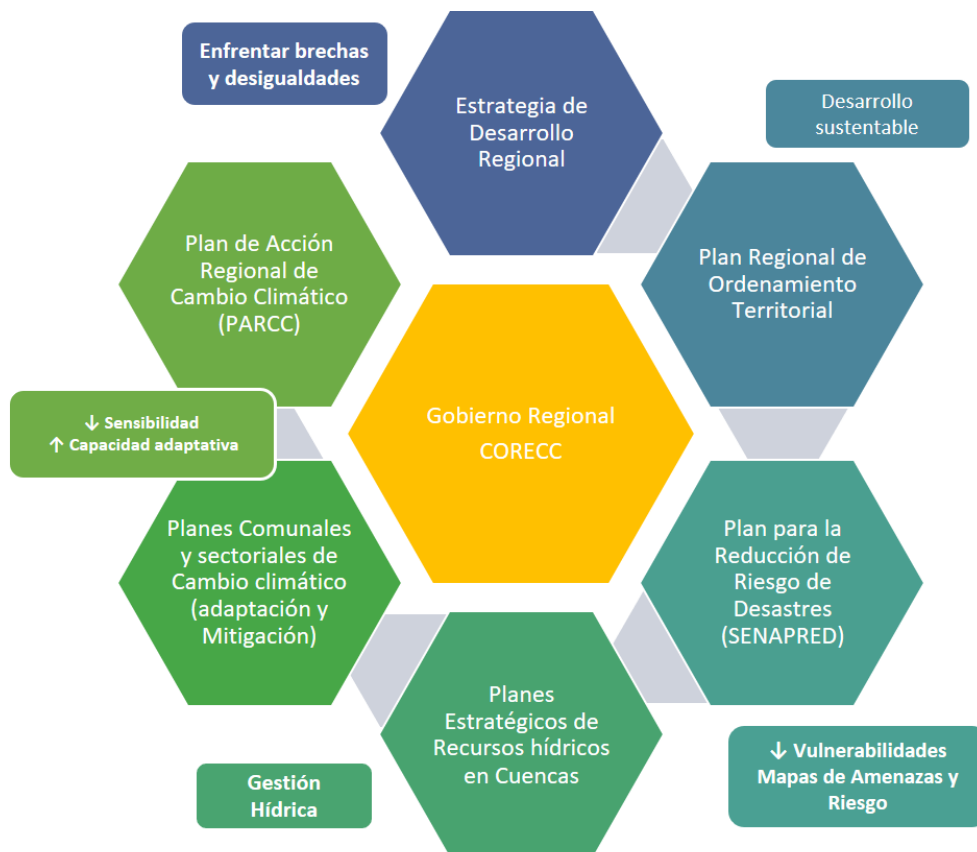 Enfrentar brechas
y desigualdades
Estrategia de
Desarrollo
Regional
Desarrollo
sustentable
Plan de Acción
Regional de
Cambio Climático
(PARCC)
Plan Regional de
Ordenamiento
Territorial
↓ Sensibilidad
↑ Capacidad adaptativa
Gobierno Regional
CORECC
Planes Comunales
y sectoriales de
Cambio climático
(adaptación y
Mitigación)
Plan para la
Reducción de
Riesgo de
Desastres
(SENAPRED)
Planes
Estratégicos de
Recursos hídricos
en Cuencas
Gestión
Hídrica
↓ Vulnerabilidades
Mapas de Amenazas y
Riesgo